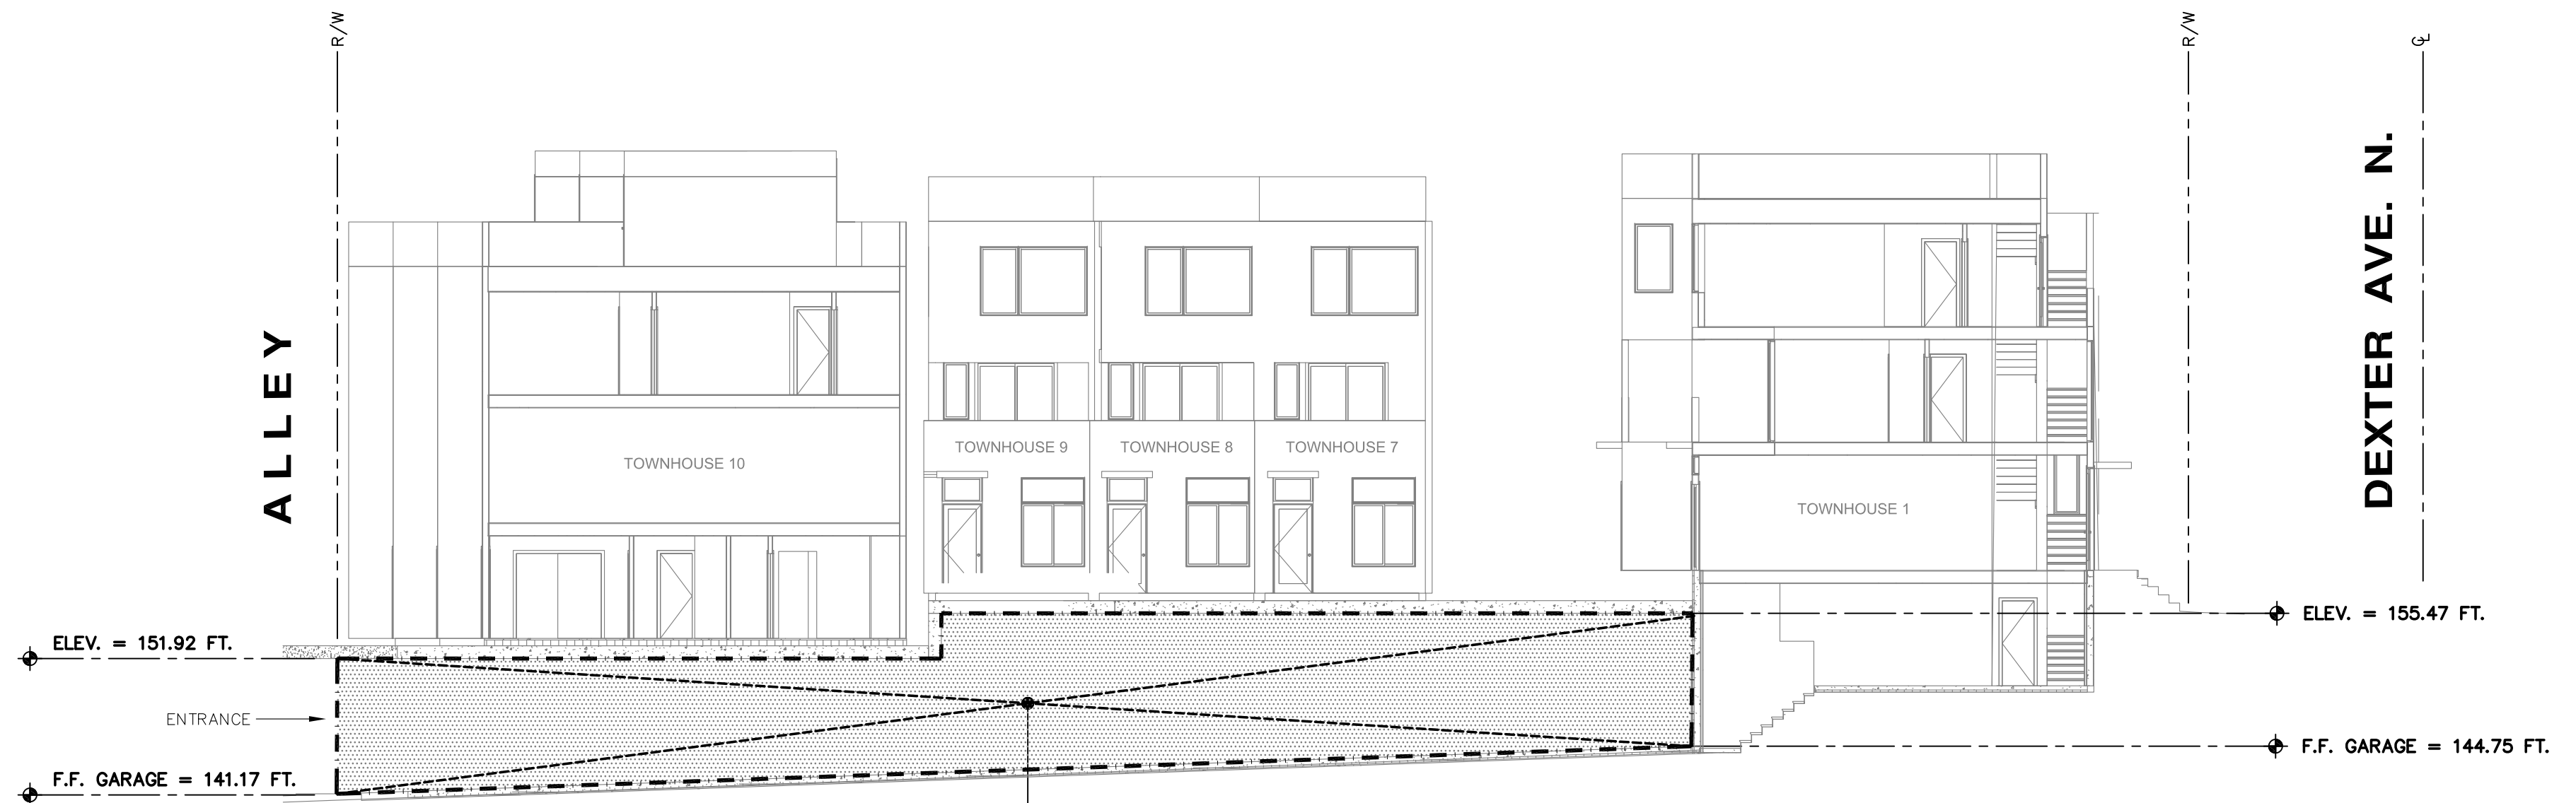 R/W
R/W
℄
ALLEY
DEXTER AVE. N.
TOWNHOUSE 9
TOWNHOUSE 8
TOWNHOUSE 7
TOWNHOUSE 10
TOWNHOUSE 1
ELEV. = 151.92 FT.
ELEV. = 155.47 FT.
ENTRANCE
F.F. GARAGE = 144.75 FT.
F.F. GARAGE = 141.17 FT.